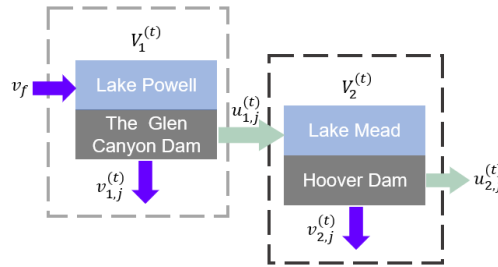 V_1^{(t)}
v_f
Lake Powell
The Glen
Canyon Dam
u_{1,j}^{(t)}
v_{1,j}^{(t)}
V_2^{(t)}
Lake Mead
Hoover Dam
u_{2,j}^{(t)}
v_{2,j}^{(t)}